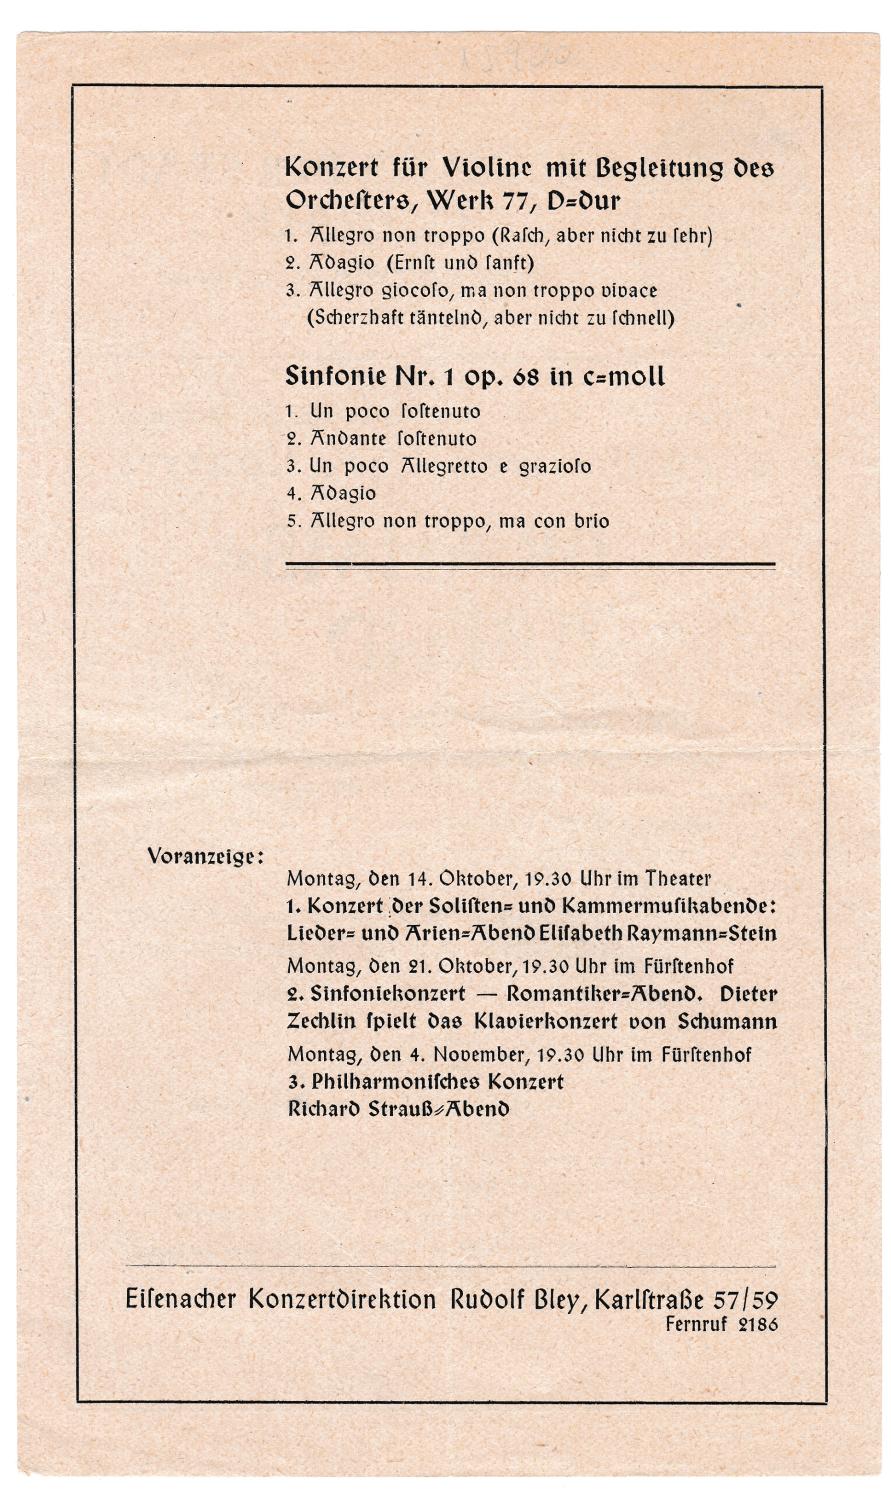 Konzert für Violine mit Begleitung des
Orcheſters, Werk 77, D=dur
1. Allegro non troppo (Raſch, aber nicht zu ſehr)
2. Adagio (Ernſt und ſanft)
3. Allegro giocoſo, ma non troppo vivace
(Scherzhaft täntelnd, aber nicht zu ſchnell)
Sinfonie Nr. 1 op. 68 in c=moll
1. Un poco ſoſtenuto
2. Andante ſoſtenuto
3. Un poco Allegretto e grazioſo
4. Adagio
5. Allegro non troppo, ma con brio
Voranzeige:
Montag, den 14. Oktober, 19.30 Uhr im Theater
1. Konzert der Soliſten= und Kammermuſikabende:
Lieder= und Arien=Abend Eliſabeth Raymann=Stein
Montag, den 21. Oktober, 19.30 Uhr im Fürſtenhof
2. Sinfoniekonzert — Romantiker=Abend. Dieter
Zechlin ſpielt das Klavierkonzert von Schumann
Montag, den 4. November, 19.30 Uhr im Fürſtenhof
3. Philharmoniſches Konzert
Richard Strauß=Abend
Eiſenacher Konzertdirektion Rudolf Bley, Karlſtraße 57/59
Fernruf 2186